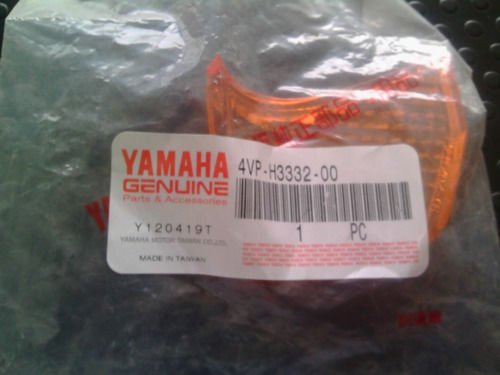 YAMAHA
GENUINE
Parts & Accessories
4VP-H3332-00
1 PC
Y120419T
YAMAHA MOTOR TAIWAN CO.,LTD.
MADE IN TAIWAN